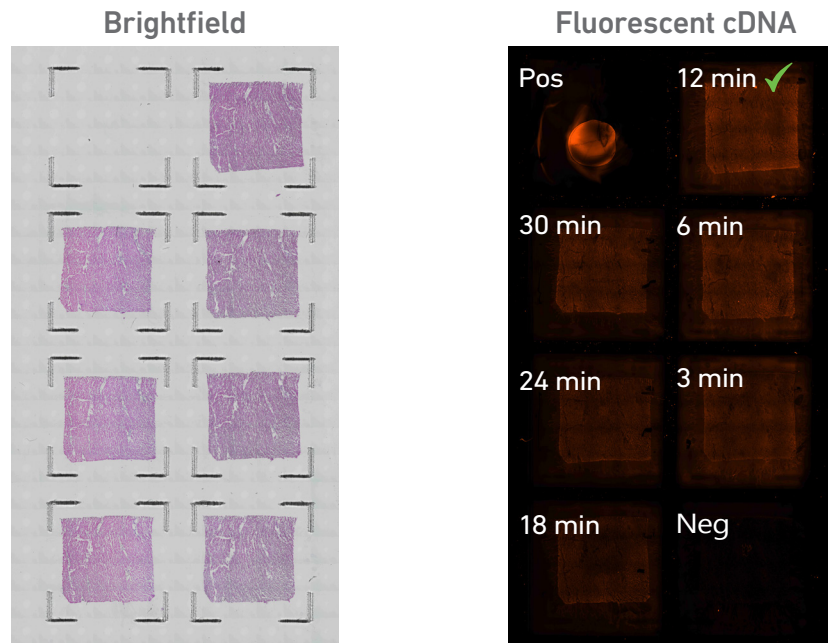 Brightfield
Fluorescent cDNA
Pos
12 min ✓
30 min
6 min
24 min
3 min
18 min
Neg